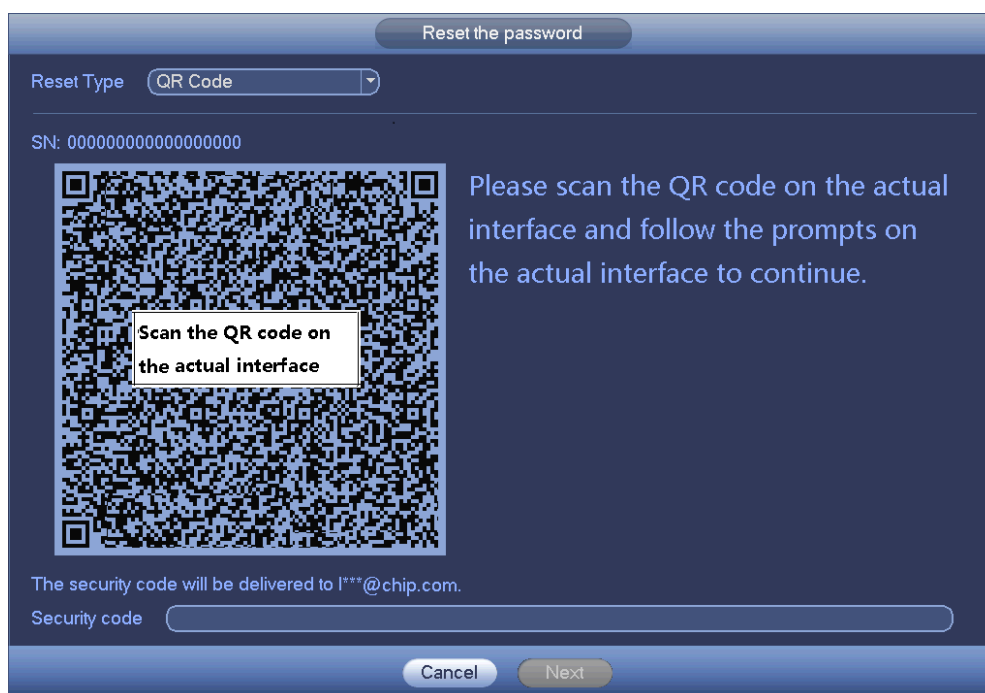 Reset the password
Reset Type QR Code
SN: 000000000000000000
Please scan the QR code on the actual
interface and follow the prompts on
the actual interface to continue.
Scan the QR code on
the actual interface
The security code will be delivered to l***@chip.com.
Security code
Cancel Next